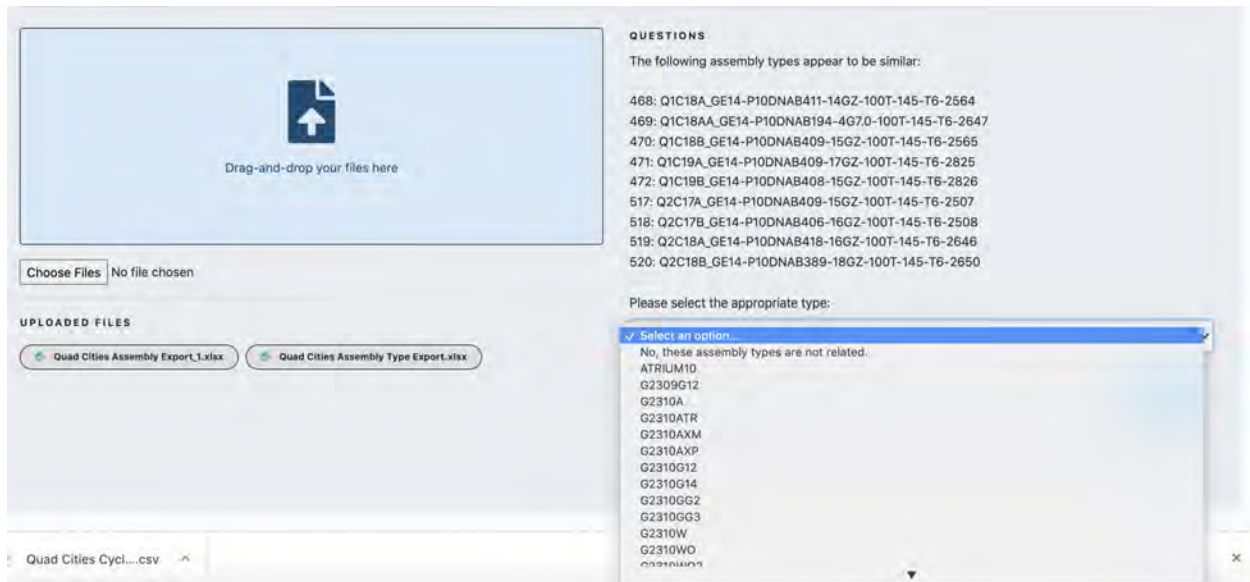 Drag-and-drop your files here
Choose Files No file chosen
UPLOADED FILES
Quad Cities Assembly Export_1.xlsx
Quad Cities Assembly Type Export.xlsx
QUESTIONS
The following assembly types appear to be similar:
468: Q1C18A_GE14-P10DNAB411-14GZ-100T-145-T6-2564
469: Q1C18AA_GE14-P10DNAB194-4G7.0-100T-145-T6-2647
470: Q1C18B_GE14-P10DNAB409-15GZ-100T-145-T6-2565
471: Q1C19A_GE14-P10DNAB409-17GZ-100T-145-T6-2825
472: Q1C19B_GE14-P10DNAB408-15GZ-100T-145-T6-2826
517: Q2C17A_GE14-P10DNAB409-15GZ-100T-145-T6-2507
518: Q2C17B_GE14-P10DNAB406-16GZ-100T-145-T6-2508
519: Q2C18A_GE14-P10DNAB418-16GZ-100T-145-T6-2646
520: Q2C18B_GE14-P10DNAB389-18GZ-100T-145-T6-2650
Please select the appropriate type:
✓ Select an option...
No, these assembly types are not related.
ATRIUM10
G2309G12
G2310A
G2310ATR
G2310AXM
G2310AXP
G2310G12
G2310G14
G2310GG2
G2310GG3
G2310W
G2310WO
Quad Cities Cycl....csv